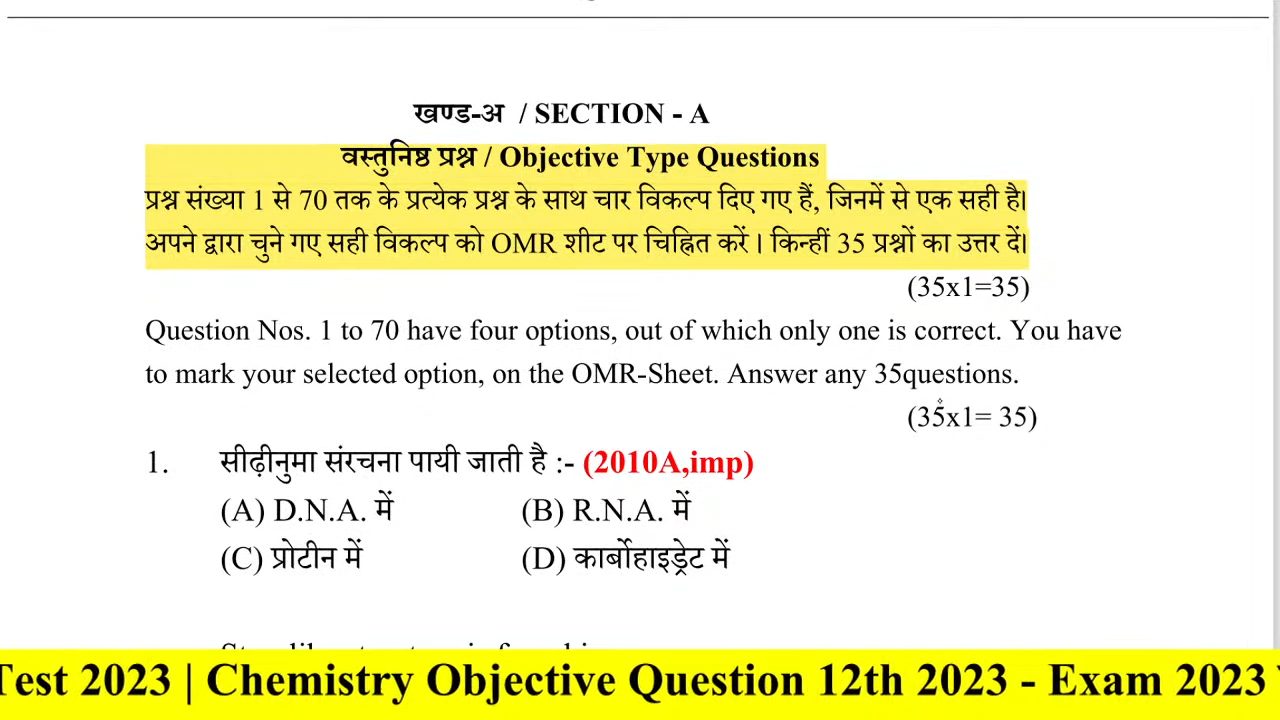 खण्ड-अ / SECTION - A
वस्तुनिष्ठ प्रश्न / Objective Type Questions
प्रश्न संख्या 1 से 70 तक के प्रत्येक प्रश्न के साथ चार विकल्प दिए गए हैं, जिनमें से एक सही है।
अपने द्वारा चुने गए सही विकल्प को OMR शीट पर चिह्नित करें। किन्हीं 35 प्रश्नों का उत्तर दें।
(35x1=35)
Question Nos. 1 to 70 have four options, out of which only one is correct. You have
to mark your selected option, on the OMR-Sheet. Answer any 35questions.
(35x1= 35)
1. सीढ़ीनुमा संरचना पायी जाती है :- (2010A,imp)
(A) D.N.A. में (B) R.N.A. में
(C) प्रोटीन में (D) कार्बोहाइड्रेट में
Test 2023 | Chemistry Objective Question 12th 2023 - Exam 2023